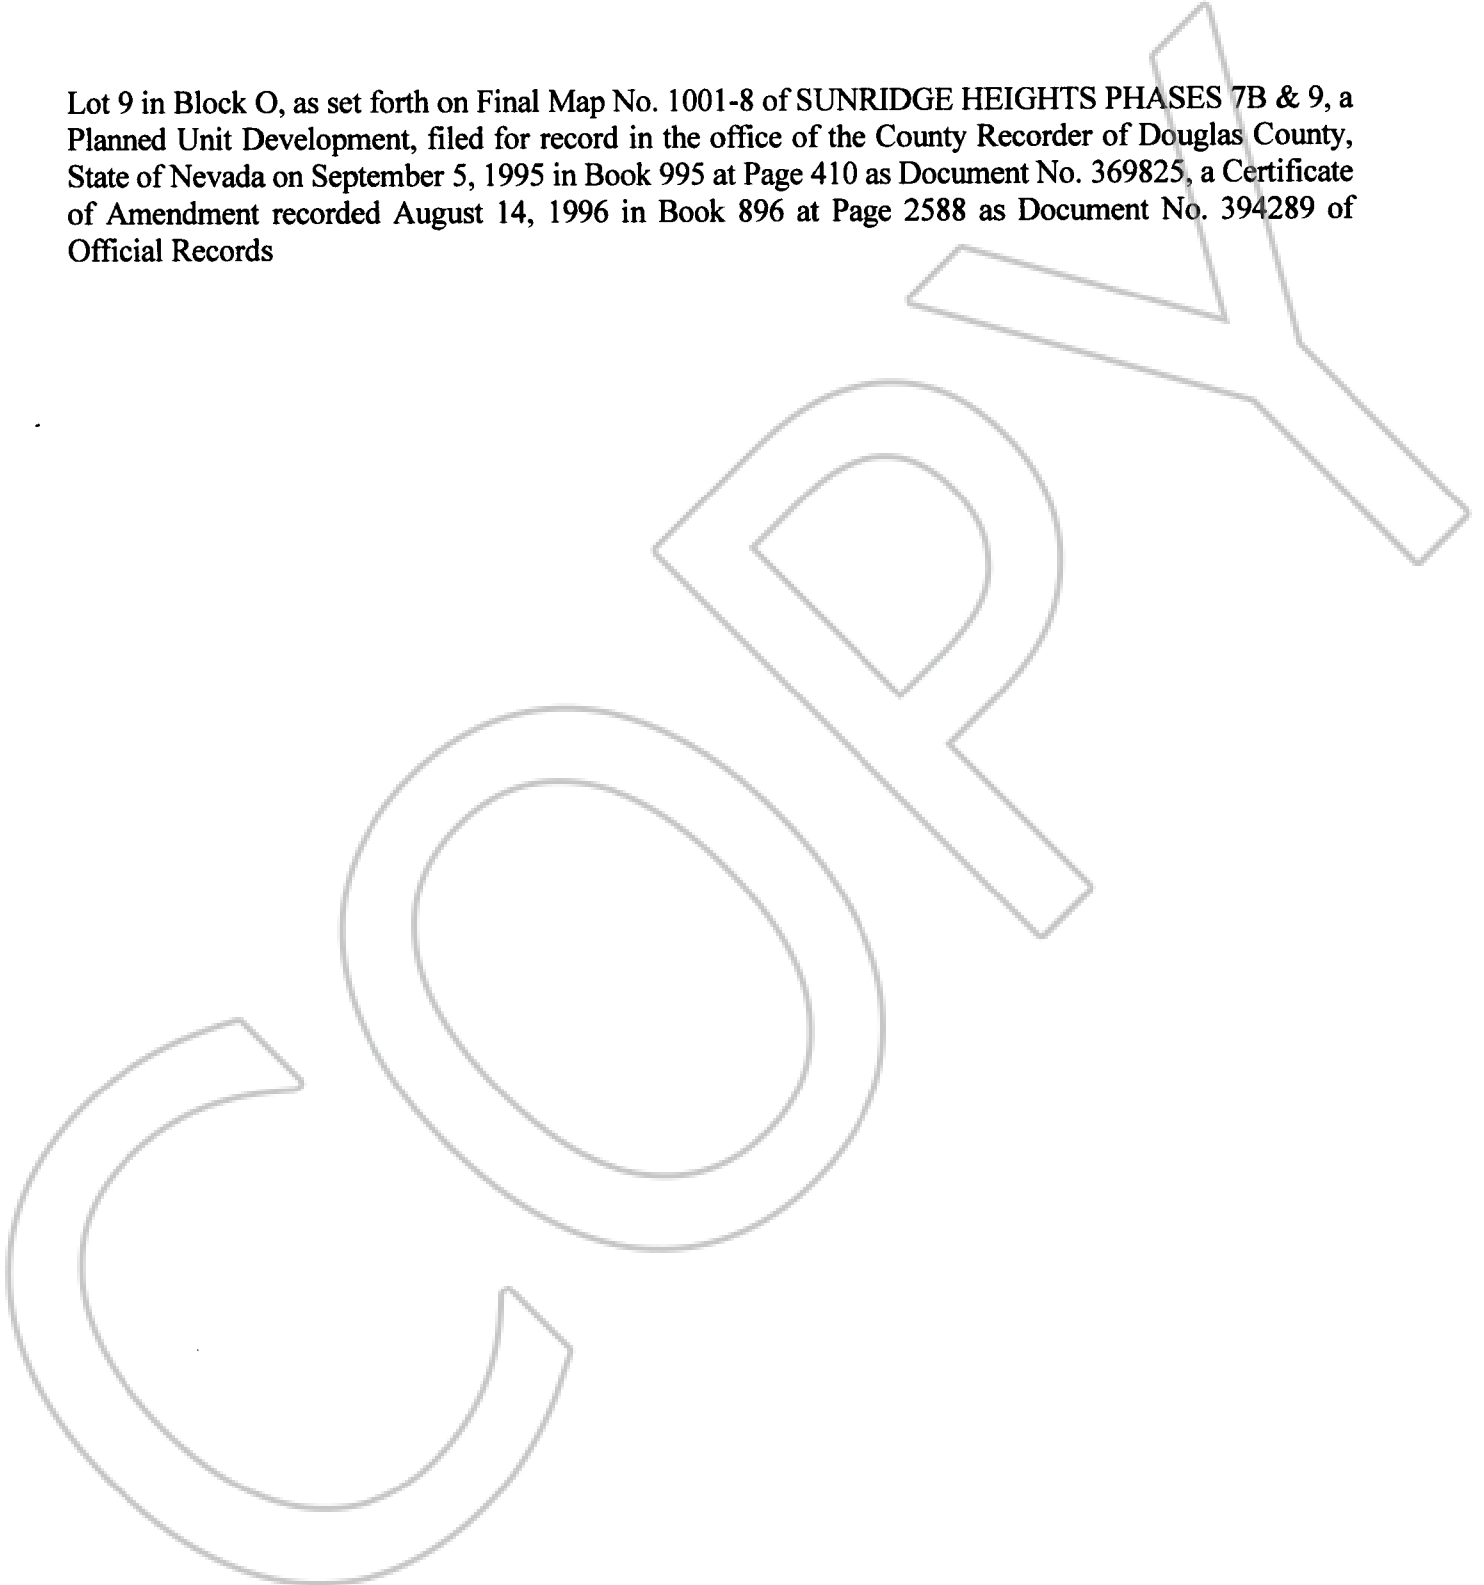 Lot 9 in Block O, as set forth on Final Map No. 1001-8 of SUNRIDGE HEIGHTS PHASES 7B & 9, a
Planned Unit Development, filed for record in the office of the County Recorder of Douglas County,
State of Nevada on September 5, 1995 in Book 995 at Page 410 as Document No. 369825, a Certificate
of Amendment recorded August 14, 1996 in Book 896 at Page 2588 as Document No. 394289 of
Official Records
COPY